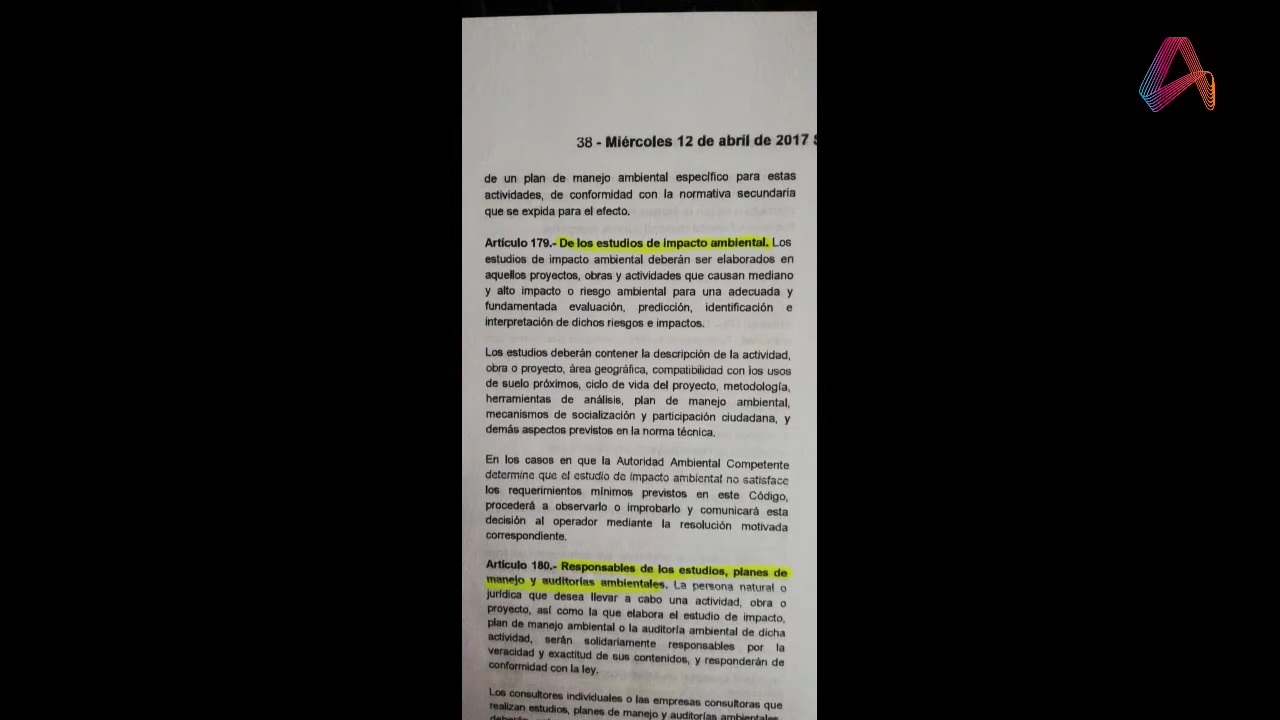 38 - Miércoles 12 de abril de 2017
de un plan de manejo ambiental específico para estas
actividades, de conformidad con la normativa secundaria
que se expida para el efecto.
Artículo 179.- De los estudios de impacto ambiental. Los
estudios de impacto ambiental deberán ser elaborados en
aquellos proyectos, obras y actividades que causan mediano
y alto impacto o riesgo ambiental para una adecuada y
fundamentada evaluación, predicción, identificación e
interpretación de dichos riesgos e impactos.
Los estudios deberán contener la descripción de la actividad,
obra o proyecto, área geográfica, compatibilidad con los usos
de suelo próximos, ciclo de vida del proyecto, metodología,
herramientas de análisis, plan de manejo ambiental,
mecanismos de socialización y participación ciudadana, y
demás aspectos previstos en la norma técnica.
En los casos en que la Autoridad Ambiental Competente
determine que el estudio de impacto ambiental no satisface
los requerimientos mínimos previstos en este Código,
procederá a observarlo o improbarlo y comunicará esta
decisión al operador mediante la resolución motivada
correspondiente.
Artículo 180.- Responsables de los estudios, planes de
manejo y auditorías ambientales. La persona natural o
jurídica que desea llevar a cabo una actividad, obra o
proyecto, así como la que elabora el estudio de impacto,
plan de manejo ambiental o la auditoría ambiental de dicha
actividad, serán solidariamente responsables por la
veracidad y exactitud de sus contenidos, y responderán de
conformidad con la ley.
Los consultores individuales o las empresas consultoras que
realizan estudios, planes de manejo y auditorías ambientales,